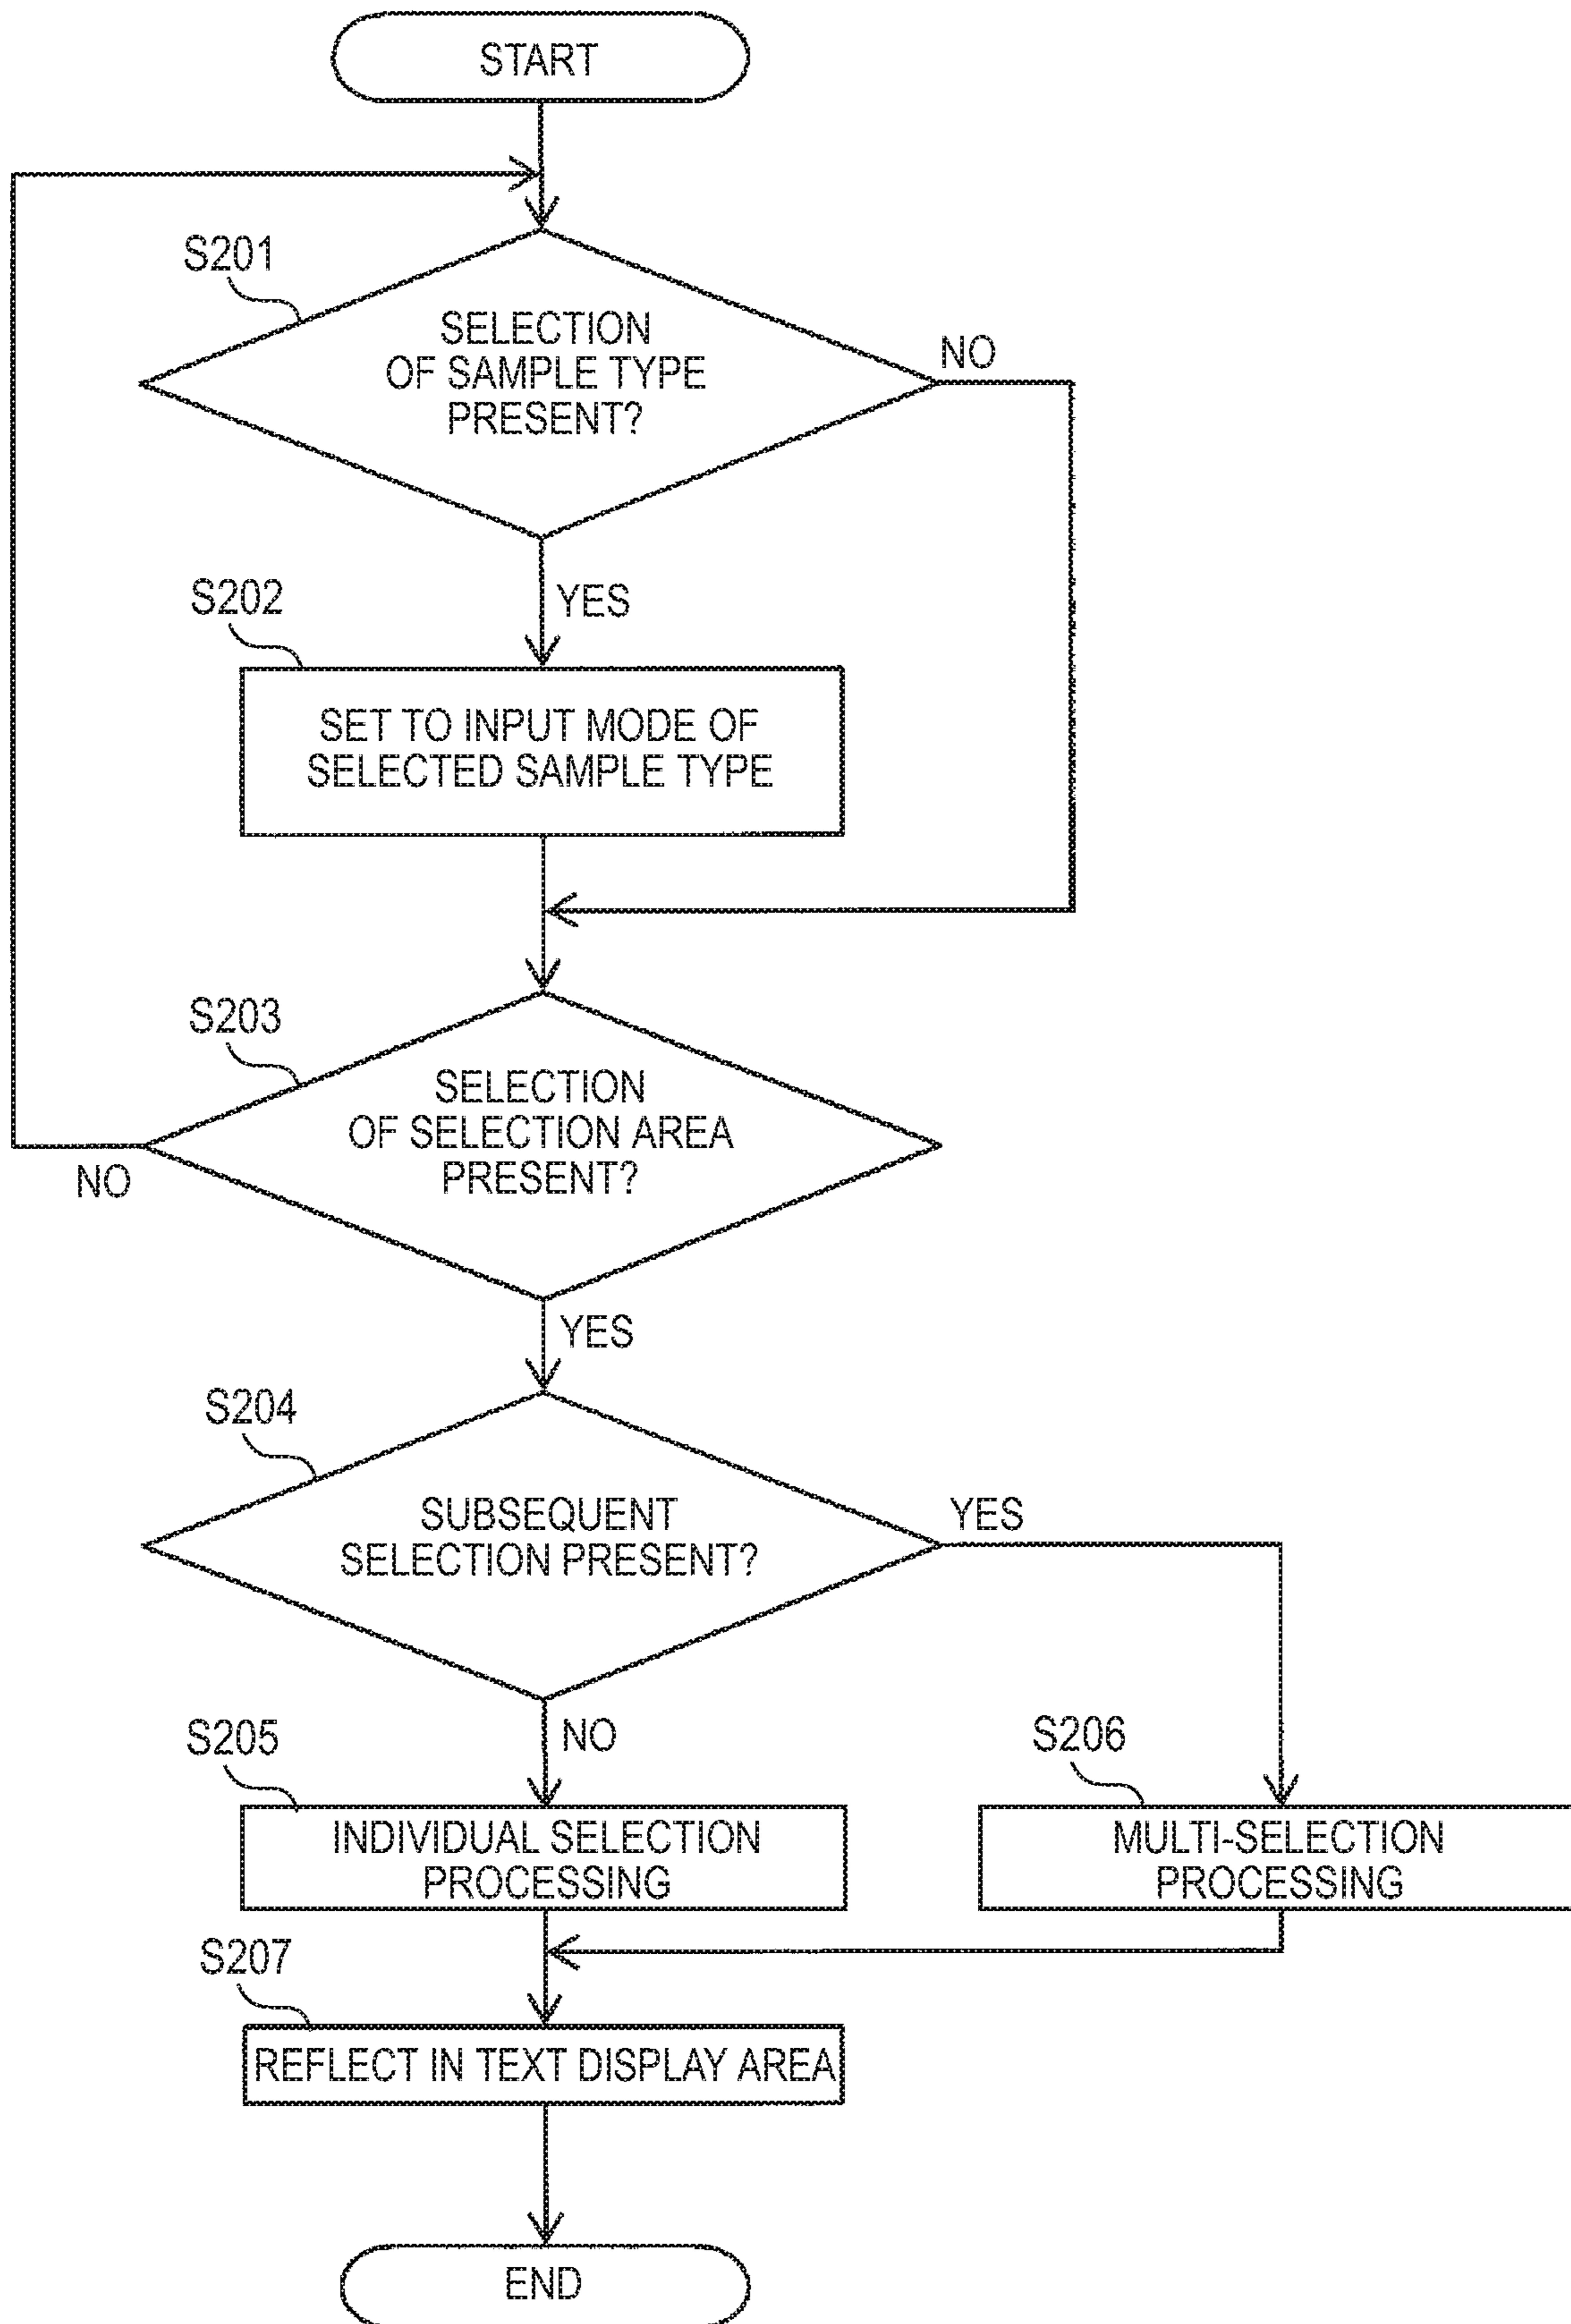 START
S201
SELECTION
OF SAMPLE TYPE
PRESENT?
NO
YES
S202
SET TO INPUT MODE OF
SELECTED SAMPLE TYPE
S203
SELECTION
OF SELECTION AREA
PRESENT?
NO
YES
S204
SUBSEQUENT
SELECTION PRESENT?
YES
NO
S205
INDIVIDUAL SELECTION
PROCESSING
S206
MULTI-SELECTION
PROCESSING
S207
REFLECT IN TEXT DISPLAY AREA
END